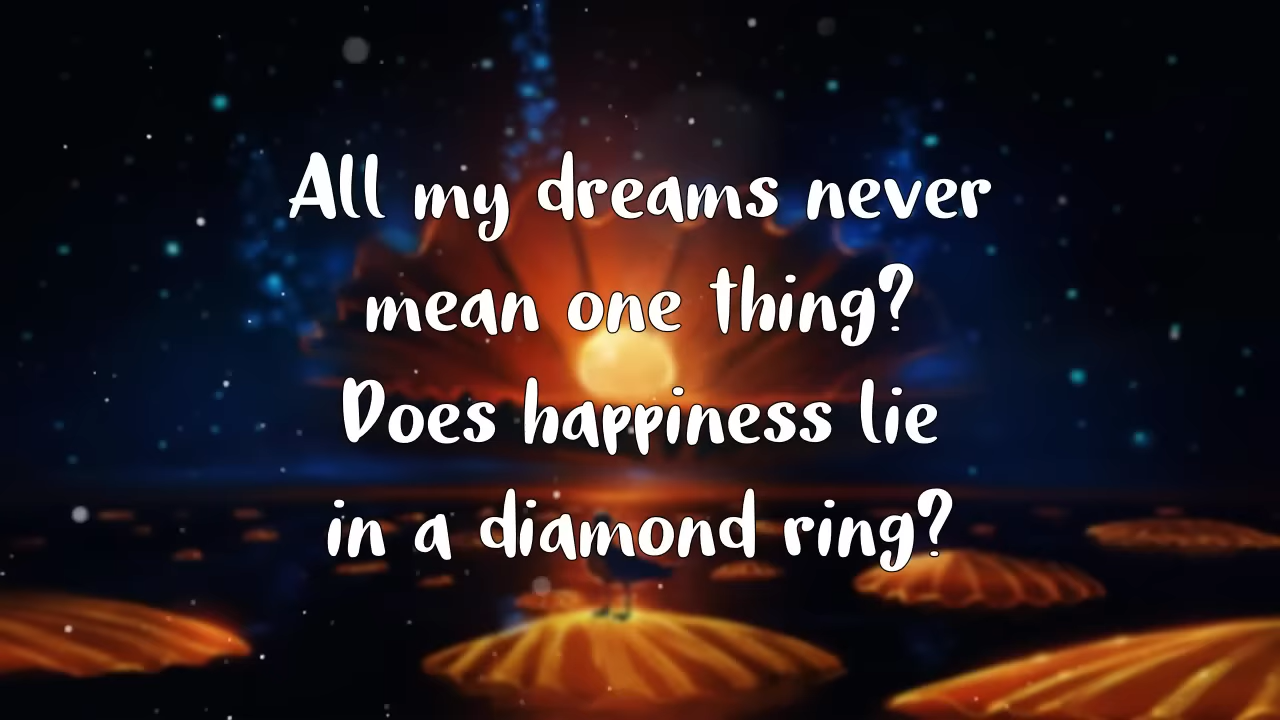 All my dreams never
mean one thing?
Does happiness lie
in a diamond ring?